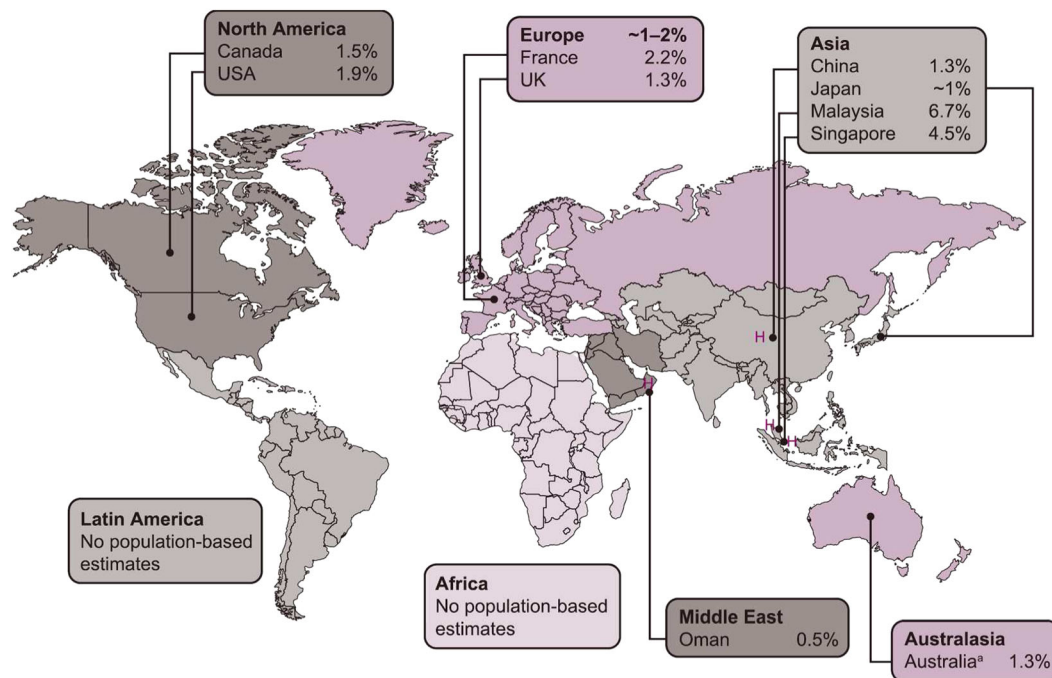 North America
Canada 1.5%
USA 1.9%
Europe ~1–2%
France 2.2%
UK 1.3%
Asia
China 1.3%
Japan ~1%
Malaysia 6.7%
Singapore 4.5%
H
H
H
H
Latin America
No population-based
estimates
Africa
No population-based
estimates
Middle East
Oman 0.5%
Australasia
Australiaᵃ 1.3%